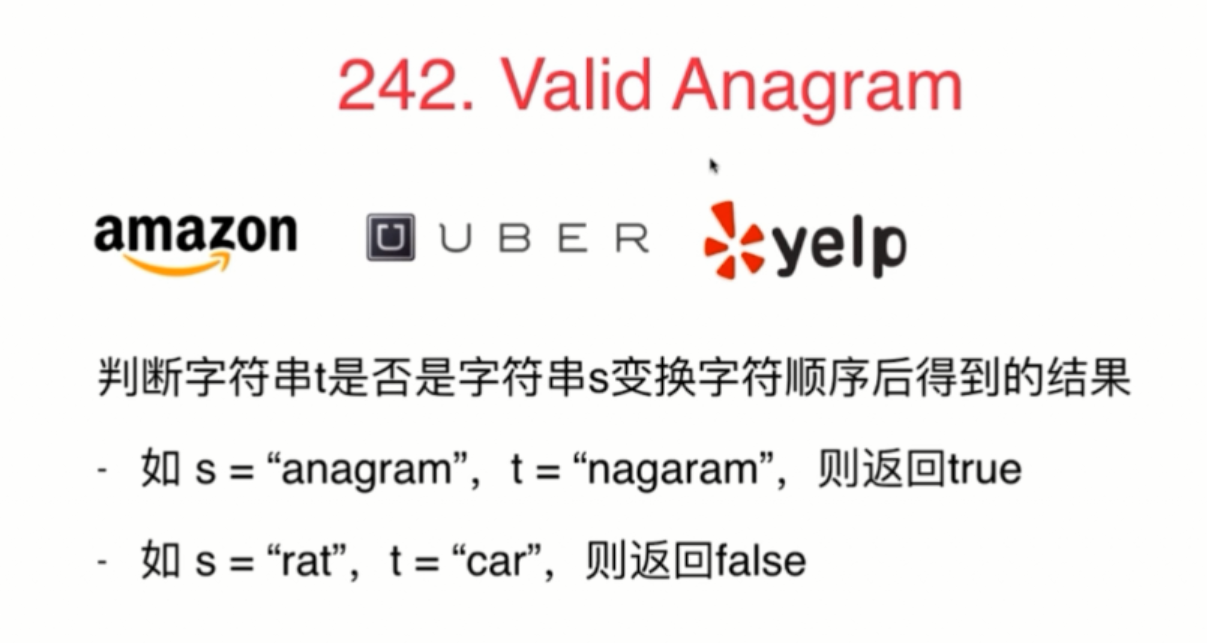 242. Valid Anagram
amazon UBER yelp
判断字符串t是否是字符串s变换字符顺序后得到的结果
- 如 s = “anagram”, t = “nagaram”, 则返回true
- 如 s = “rat”, t = “car”, 则返回false